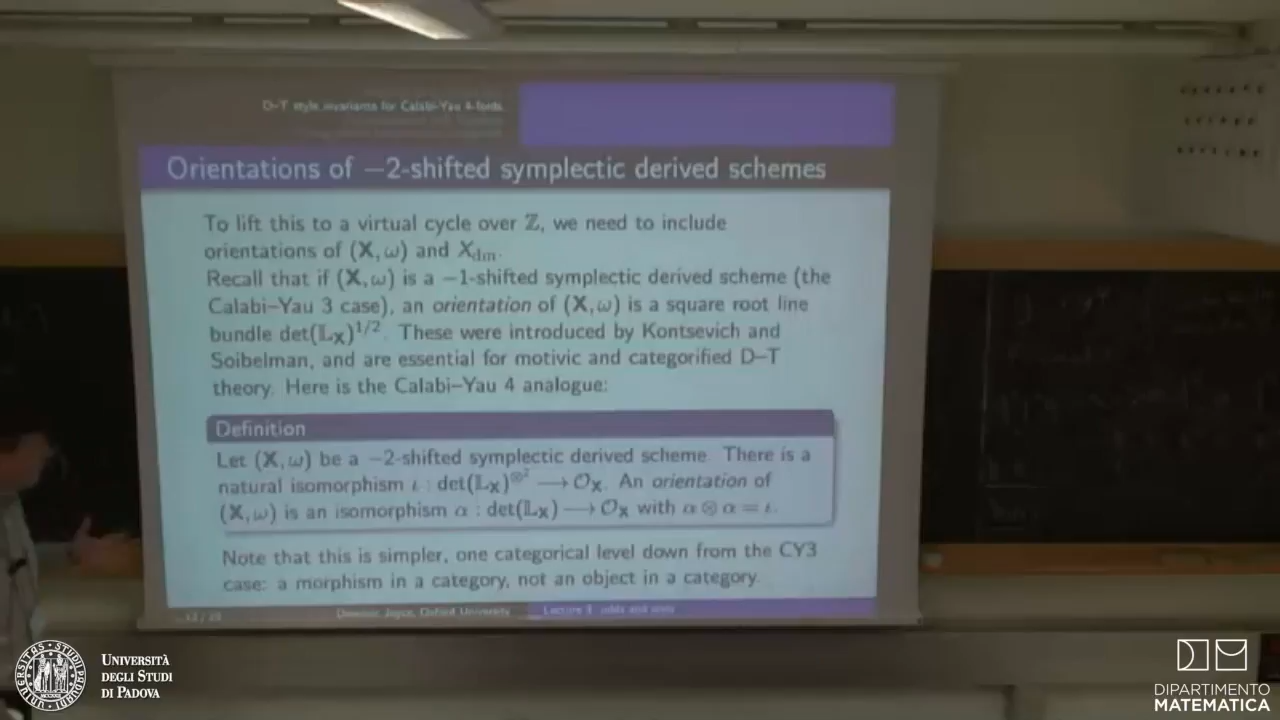 D–T style invariants for Calabi–Yau 4-folds
Orientations of −2-shifted symplectic derived schemes
To lift this to a virtual cycle over ℤ, we need to include
orientations of (X, ω) and X_dm.
Recall that if (X, ω) is a −1-shifted symplectic derived scheme (the
Calabi–Yau 3 case), an orientation of (X, ω) is a square root line
bundle det(𝕃_X)^{1/2}. These were introduced by Kontsevich and
Soibelman, and are essential for motivic and categorified D–T
theory. Here is the Calabi–Yau 4 analogue:
Definition
Let (X, ω) be a −2-shifted symplectic derived scheme. There is a
natural isomorphism ι : det(𝕃_X)^{⊗²} ⟶ 𝒪_X. An orientation of
(X, ω) is an isomorphism α : det(𝕃_X) ⟶ 𝒪_X with α ⊗ α = ι.
Note that this is simpler, one categorical level down from the CY3
case: a morphism in a category, not an object in a category.
Dominic Joyce, Oxford University
Lecture 3: odds and ends
UNIVERSITÀ
DEGLI STUDI
DI PADOVA
DIPARTIMENTO
MATEMATICA